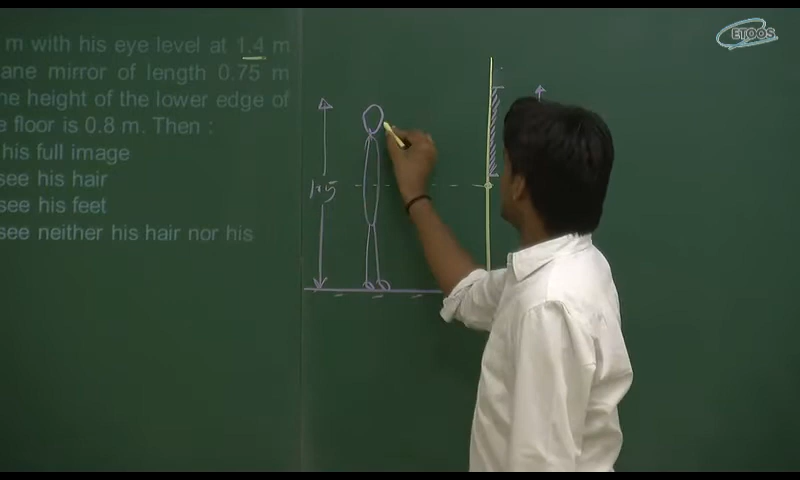 m with his eye level at 1.4 m
ane mirror of length 0.75 m
ne height of the lower edge of
e floor is 0.8 m. Then :
his full image
see his hair
see his feet
see neither his hair nor his
1.5
ETOOS